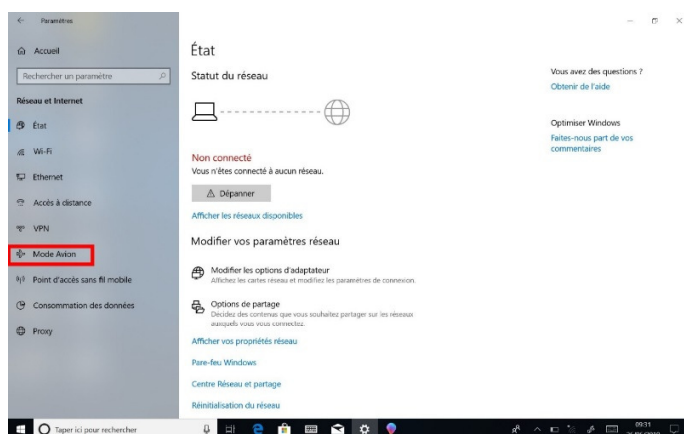 Paramètres
Accueil
Rechercher un paramètre
Réseau et Internet
État
Wi-Fi
Ethernet
Accès à distance
VPN
Mode Avion
Point d'accès sans fil mobile
Consommation des données
Proxy
État
Statut du réseau
Non connecté
Vous n'êtes connecté à aucun réseau.
Dépanner
Afficher les réseaux disponibles
Modifier vos paramètres réseau
Modifier les options d'adaptateur
Affichez les cartes réseau et modifiez les paramètres de connexion.
Options de partage
Décidez des contenus que vous souhaitez partager sur les réseaux
auxquels vous vous connectez.
Afficher vos propriétés réseau
Pare-feu Windows
Centre Réseau et partage
Réinitialisation du réseau
Vous avez des questions ?
Obtenir de l'aide
Optimiser Windows
Faites-nous part de vos
commentaires
Taper ici pour rechercher
09:31